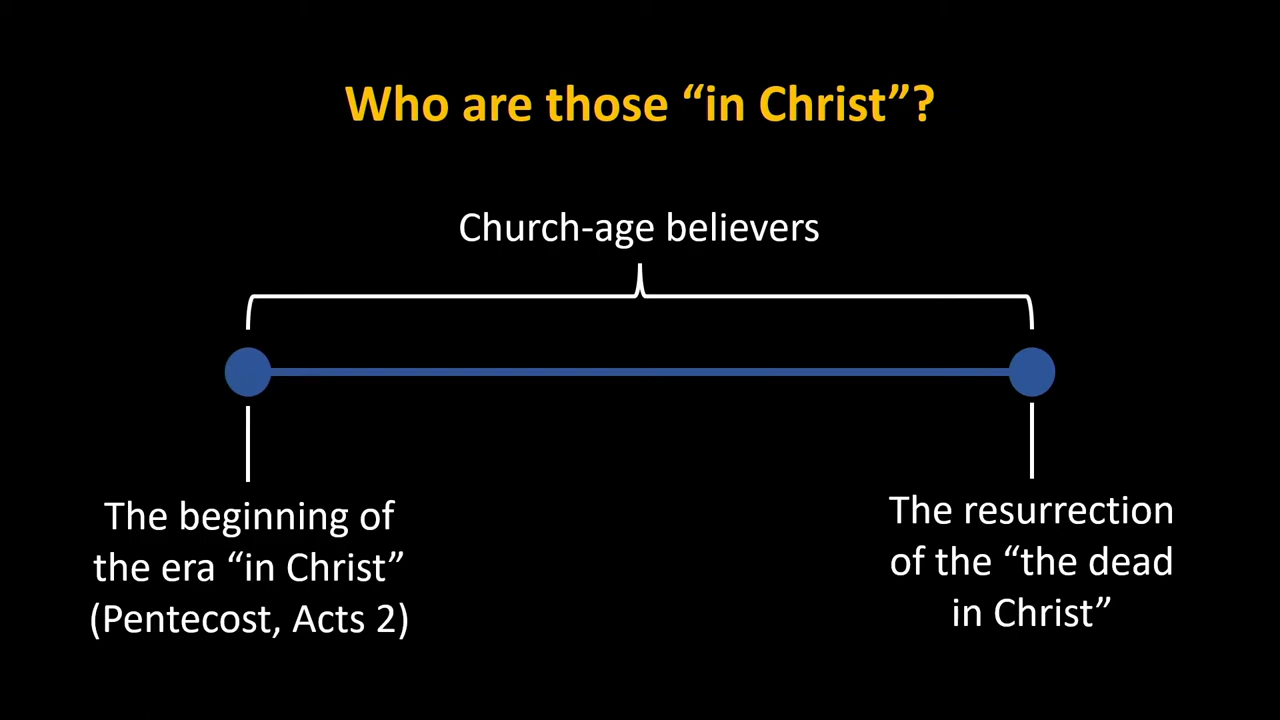 Who are those “in Christ”?
Church-age believers
The beginning of
the era “in Christ”
(Pentecost, Acts 2)
The resurrection
of the “the dead
in Christ”